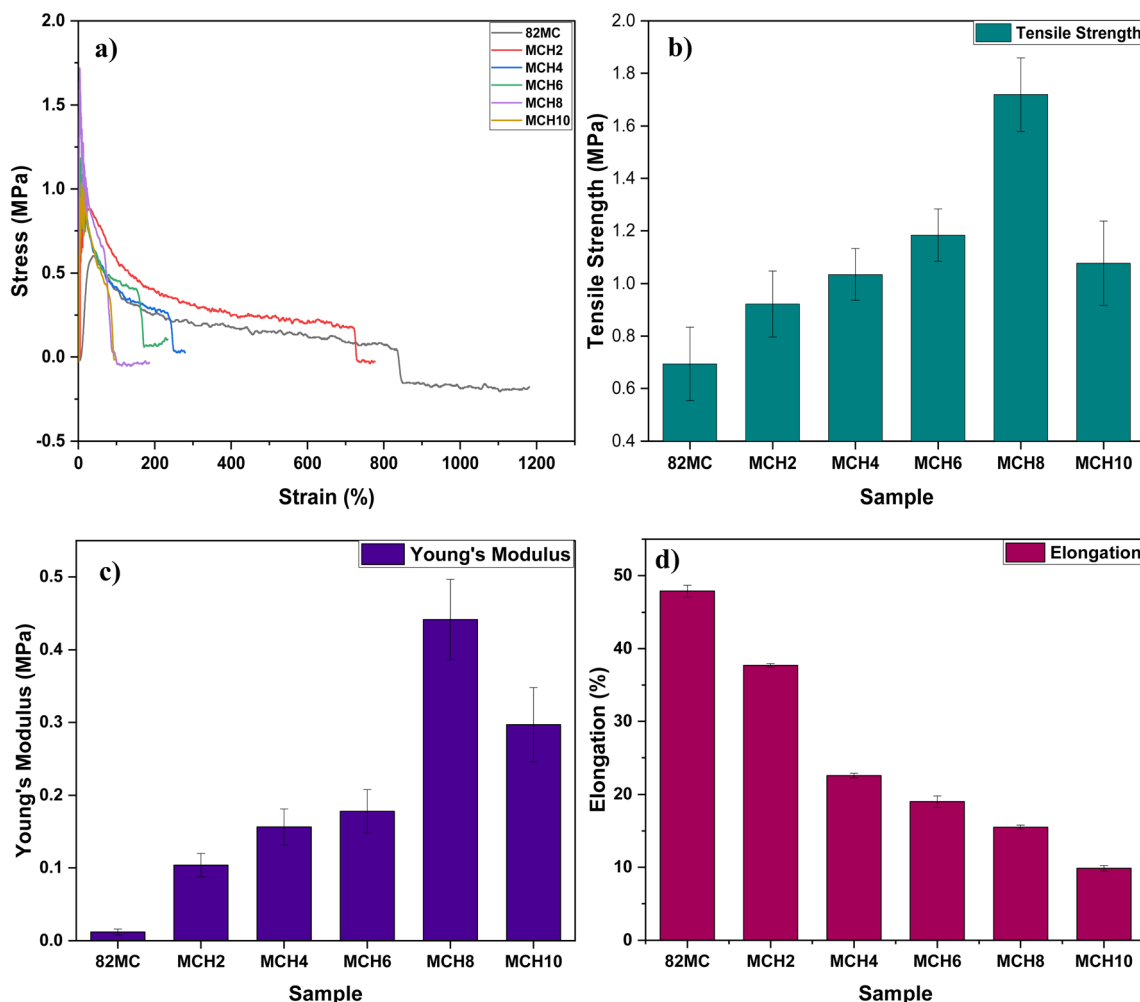 a)
82MC
MCH2
MCH4
MCH6
MCH8
MCH10
2.0
1.5
1.0
0.5
0.0
-0.5
Stress (MPa)
0 200 400 600 800 1000 1200
Strain (%)
b)
Tensile Strength
2.0
1.8
1.6
1.4
1.2
1.0
0.8
0.6
0.4
Tensile Strength (MPa)
82MC MCH2 MCH4 MCH6 MCH8 MCH10
Sample
c)
Young's Modulus
0.5
0.4
0.3
0.2
0.1
0.0
Young's Modulus (MPa)
82MC MCH2 MCH4 MCH6 MCH8 MCH10
Sample
d)
Elongation
50
40
30
20
10
0
Elongation (%)
82MC MCH2 MCH4 MCH6 MCH8 MCH10
Sample